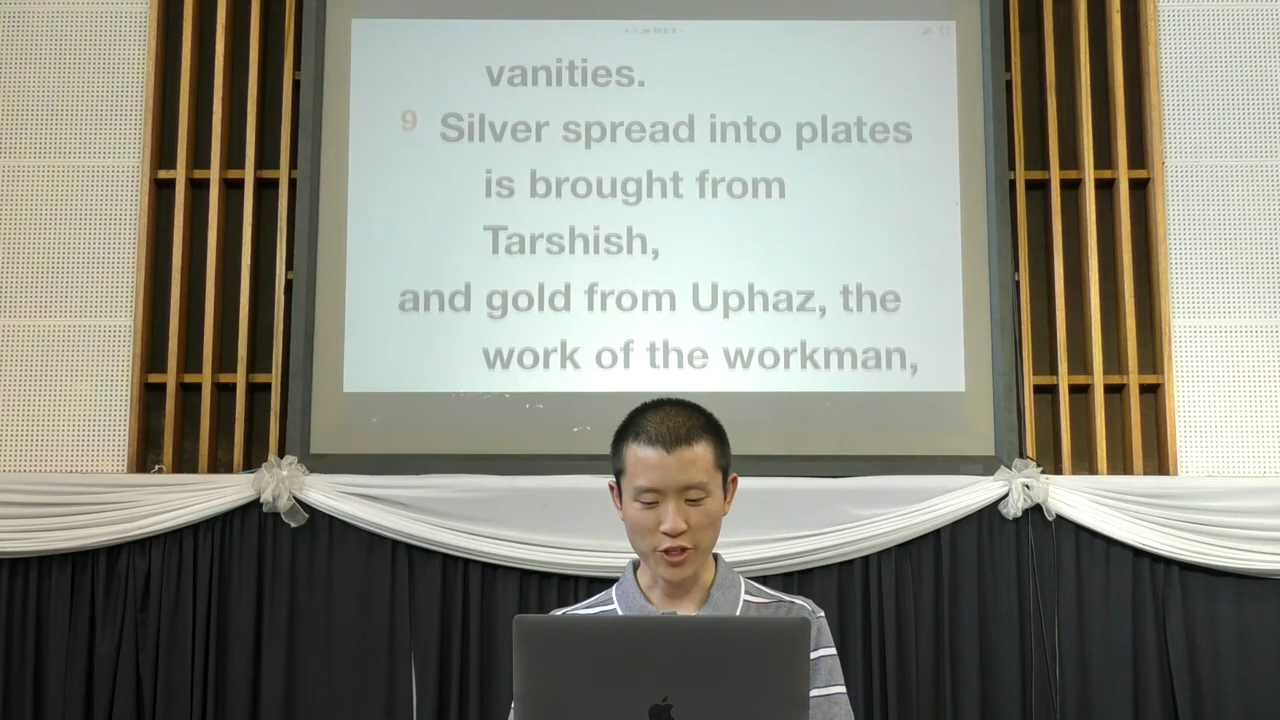 vanities.
9 Silver spread into plates
is brought from
Tarshish,
and gold from Uphaz, the
work of the workman,